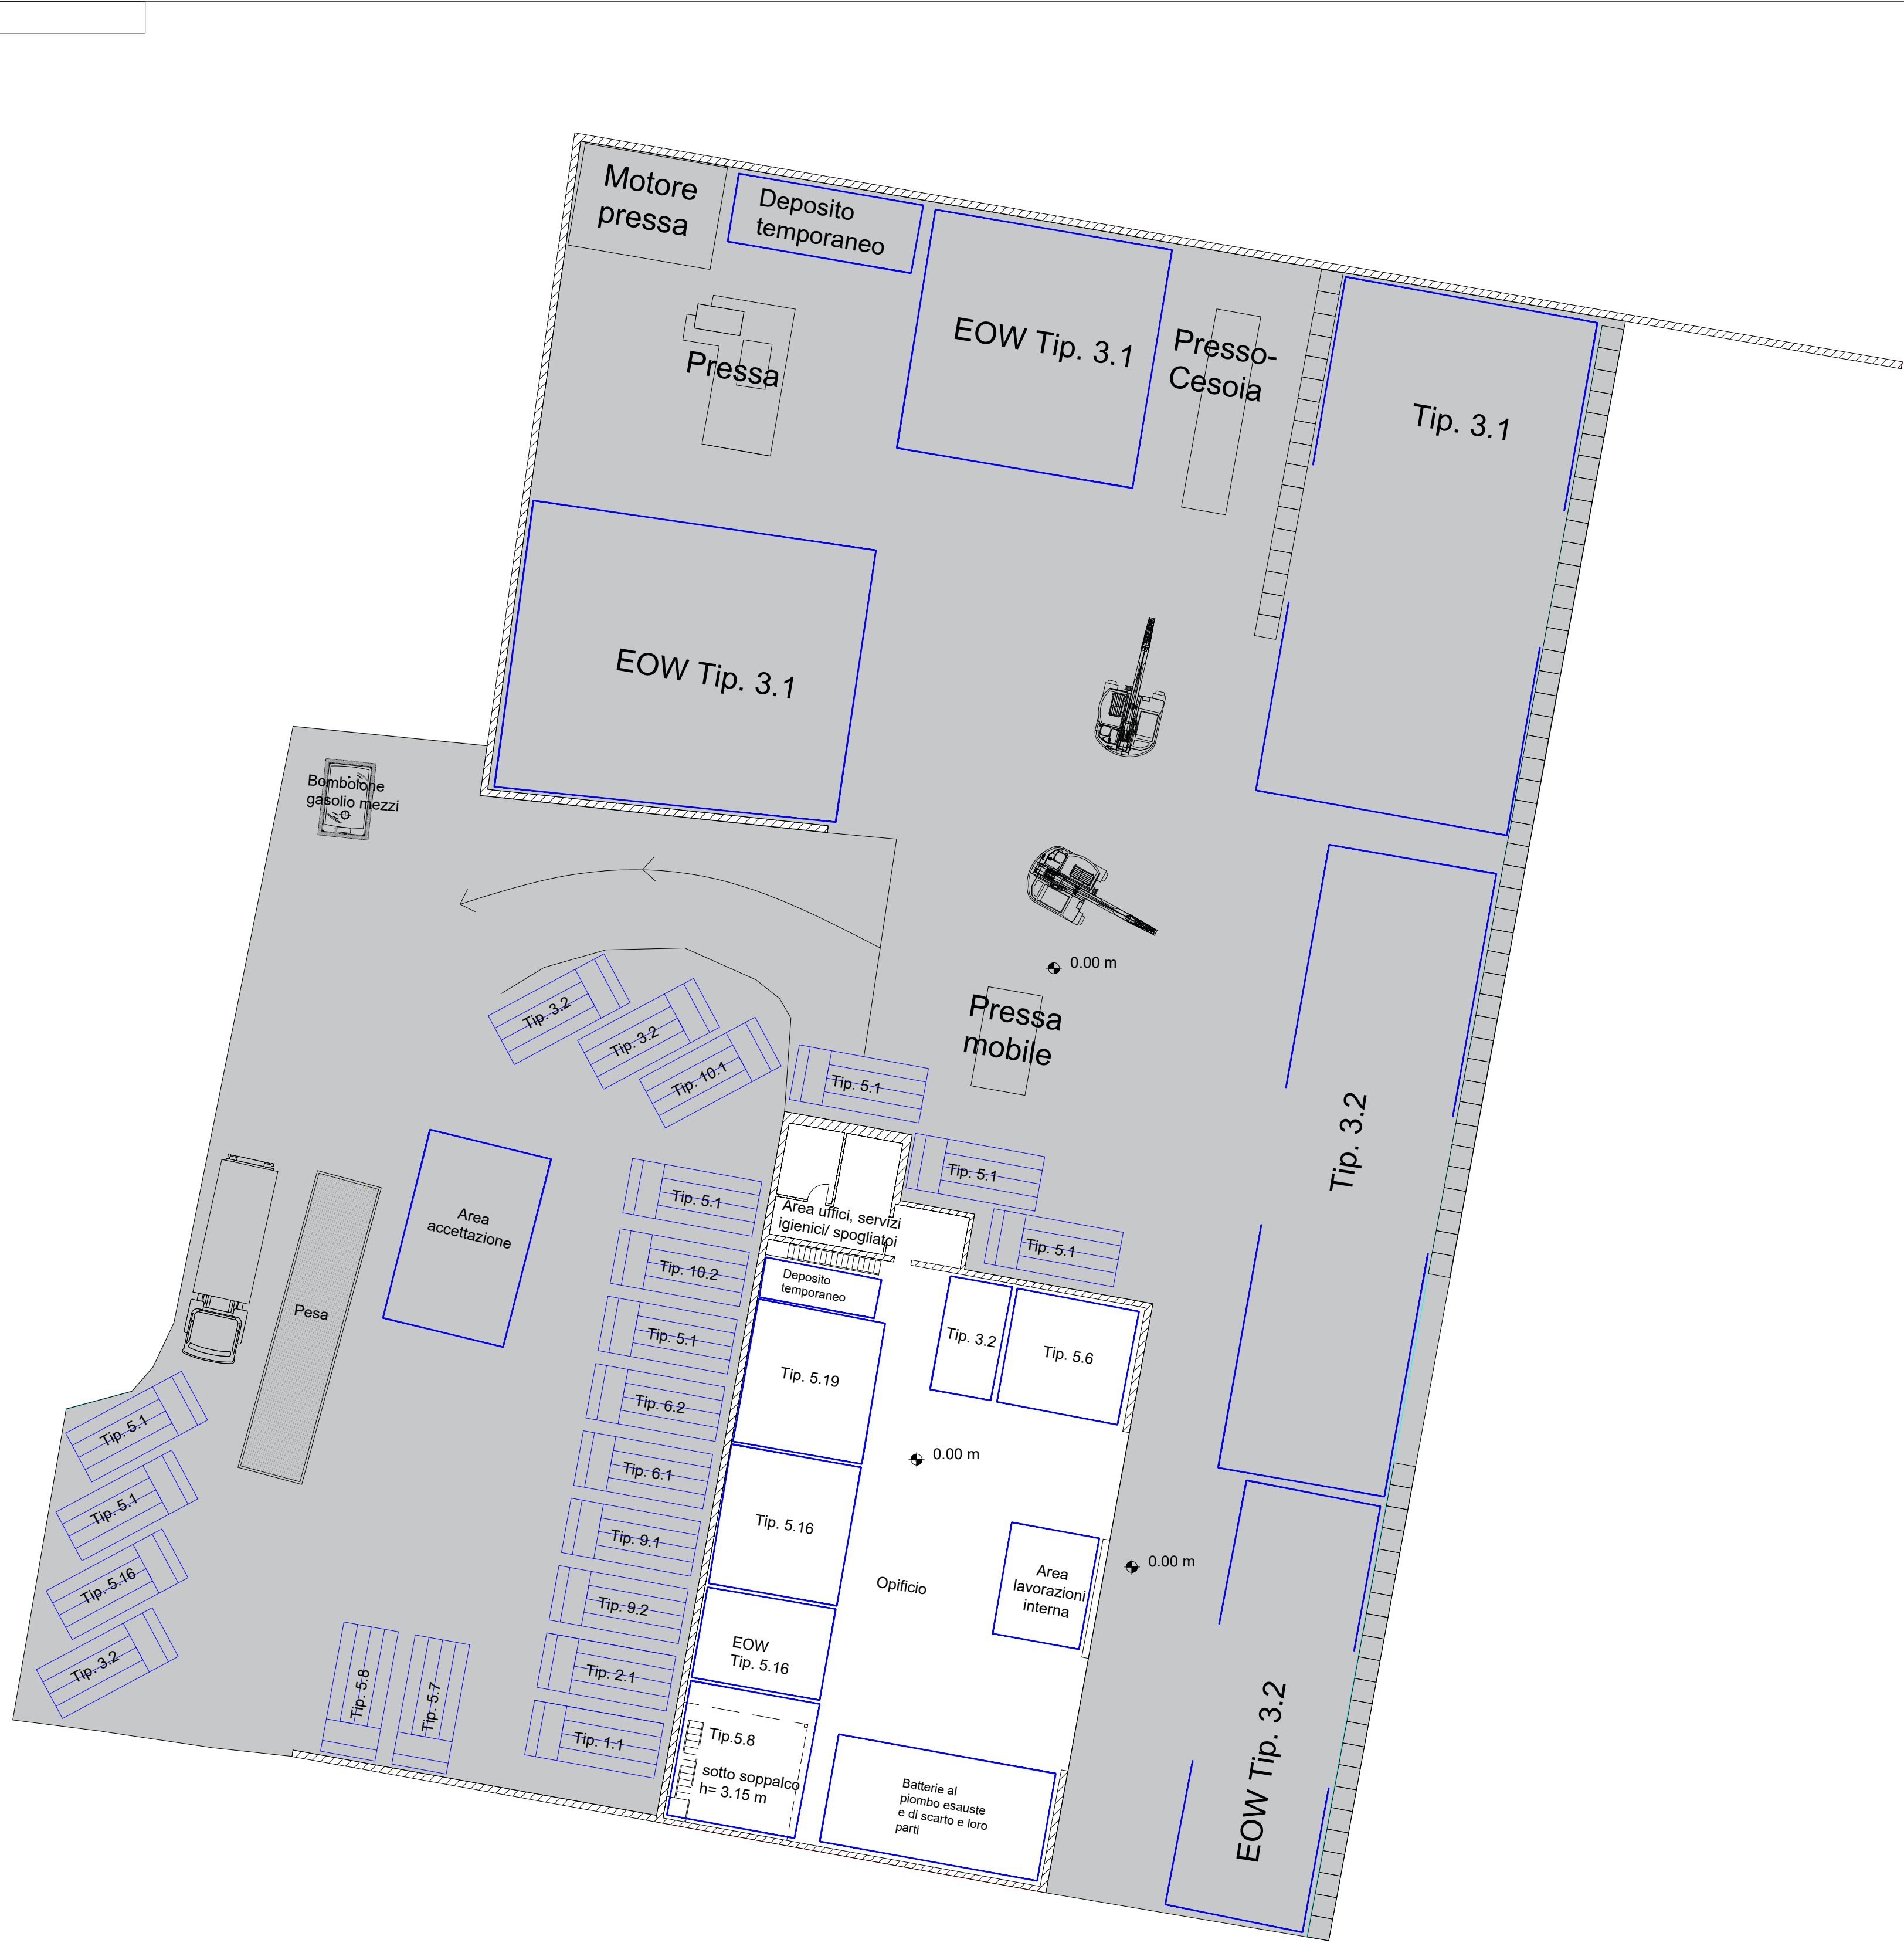 Motore
pressa
Deposito
temporaneo
EOW Tip. 3.1
Presso-
Cesoia
Tip. 3.1
Pressa
EOW Tip. 3.1
Bombolone
gasolio mezzi
0.00 m
Pressa
mobile
Tip. 3.2
Tip. 3.2
Tip. 10.1
Tip. 5.1
Tip. 5.1
Tip. 5.1
Tip. 3.2
Area uffici, servizi
igienici/ spogliatoi
Area
accettazione
Pesa
Tip. 5.1
Tip. 10.2
Tip. 5.1
Tip. 6.2
Tip. 6.1
Tip. 9.1
Tip. 9.2
Tip. 2.1
Tip. 1.1
Deposito
temporaneo
Tip. 5.19
Tip. 3.2
Tip. 5.6
0.00 m
Tip. 5.16
Opificio
Area
lavorazioni
interna
0.00 m
EOW
Tip. 5.16
Tip.5.8
sotto soppalco
h= 3.15 m
Batterie al
piombo esauste
e di scarto e loro
parti
EOW Tip. 3.2
Tip. 5.1
Tip. 5.1
Tip. 5.16
Tip. 3.2
Tip. 5.8
Tip. 5.7